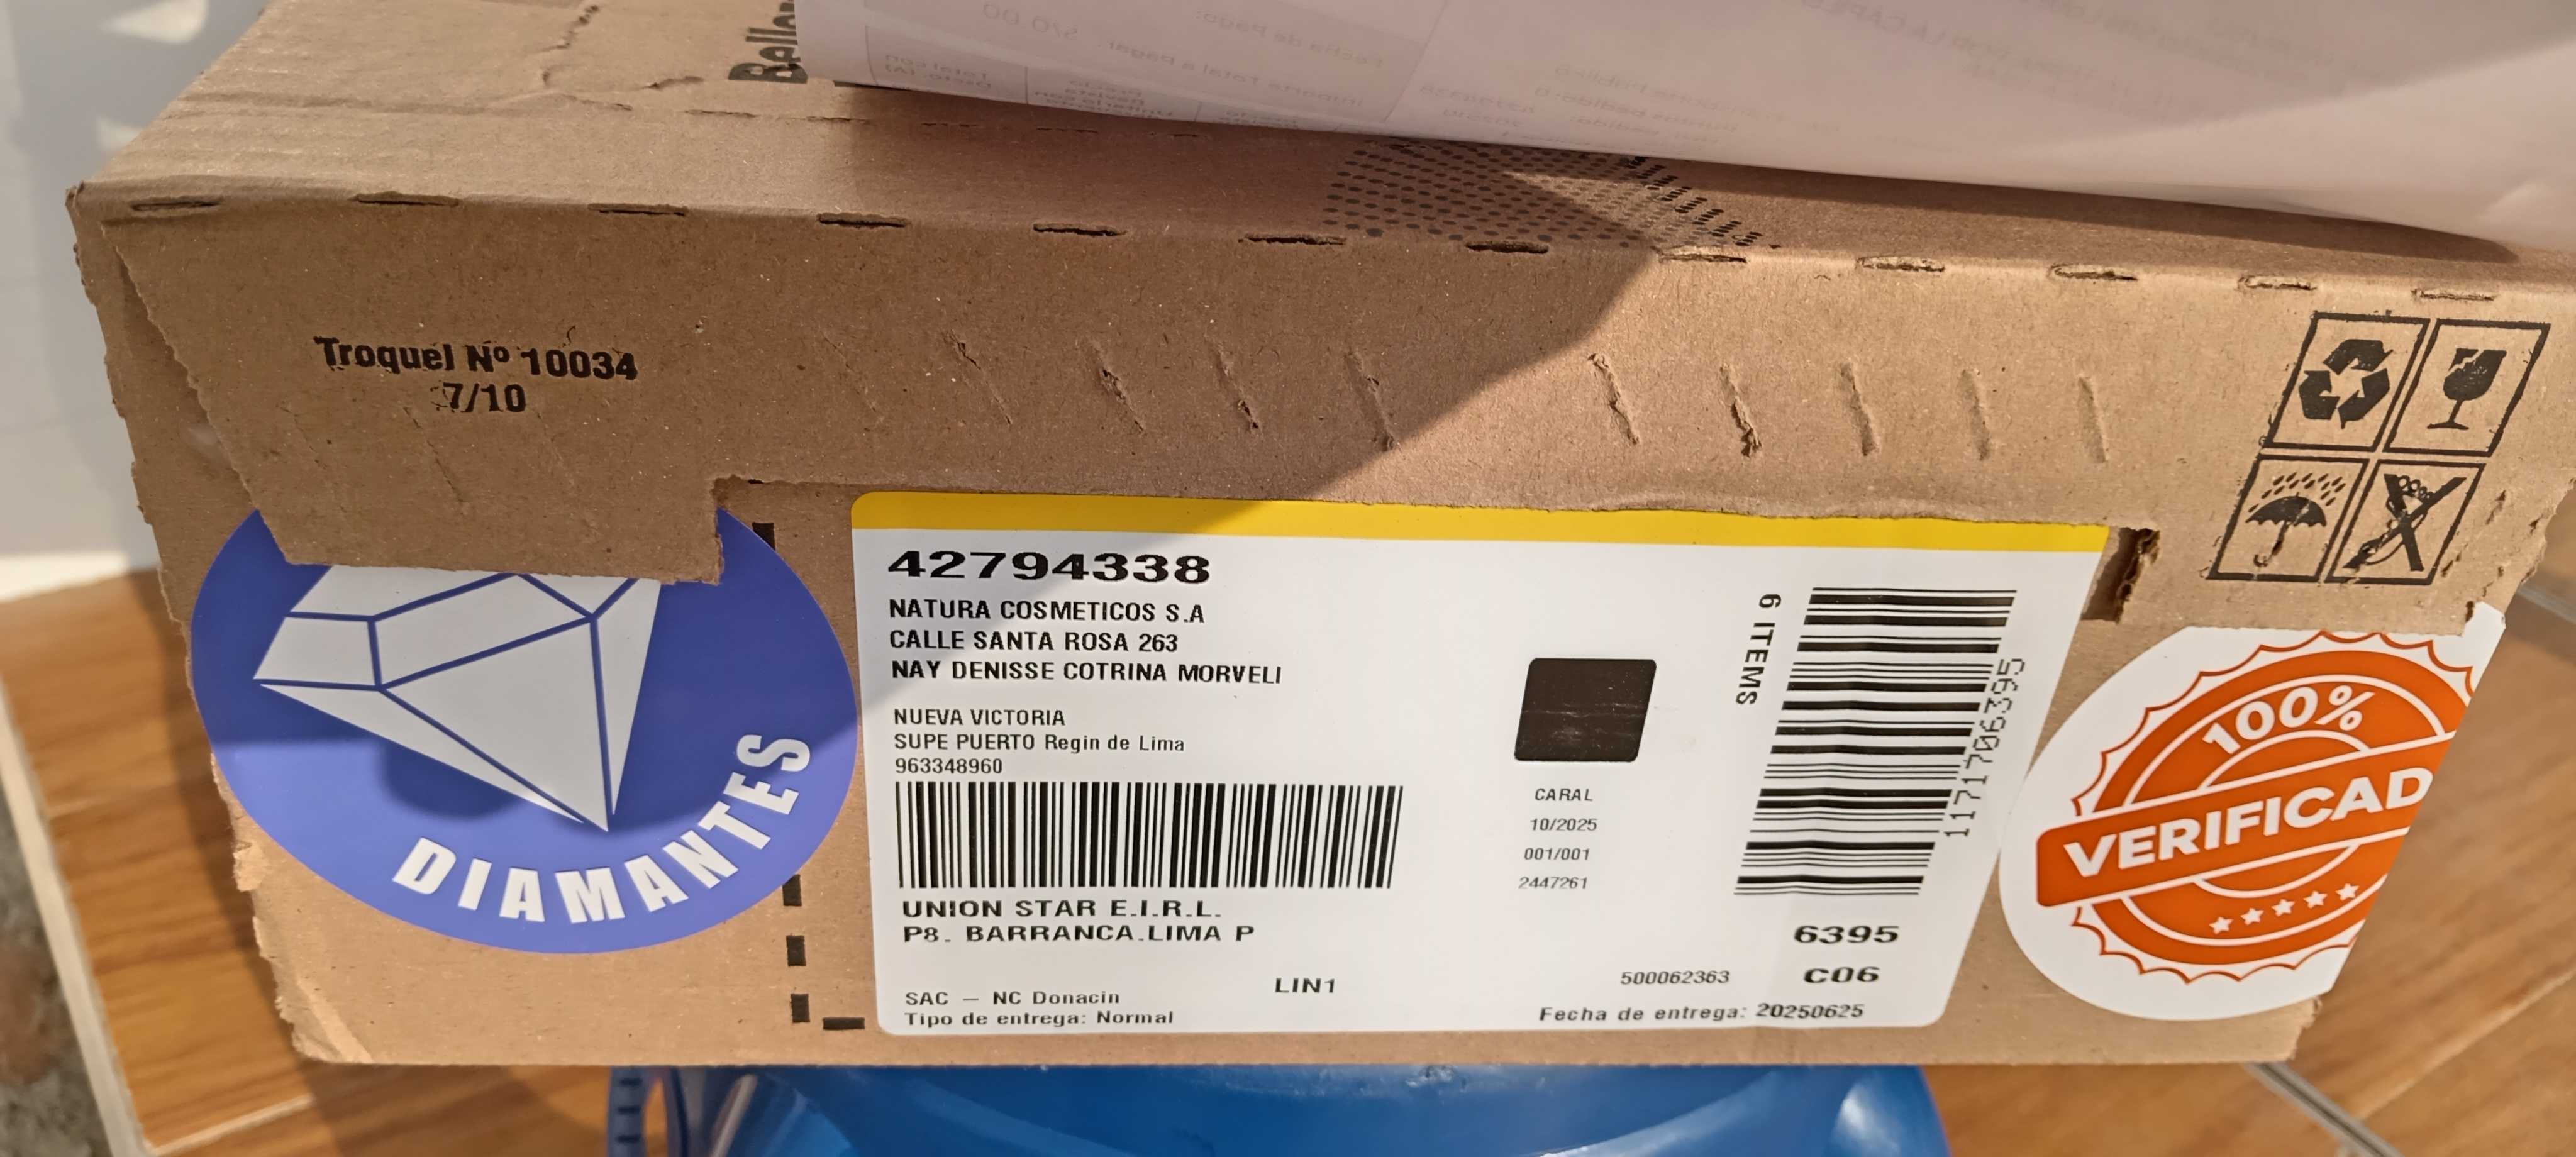 Troquel Nº 10034
7/10
DIAMANTES
42794338
NATURA COSMETICOS S.A
CALLE SANTA ROSA 263
NAY DENISSE COTRINA MORVELI
NUEVA VICTORIA
SUPE PUERTO Regin de Lima
963348960
UNION STAR E.I.R.L.
P8. BARRANCA.LIMA P
SAC – NC Donacin
Tipo de entrega: Normal
LIN1
CARAL
10/2025
001/001
2447261
6 ITEMS
1171706395
6395
500062363
C06
Fecha de entrega: 20250625
100%
VERIFICAD